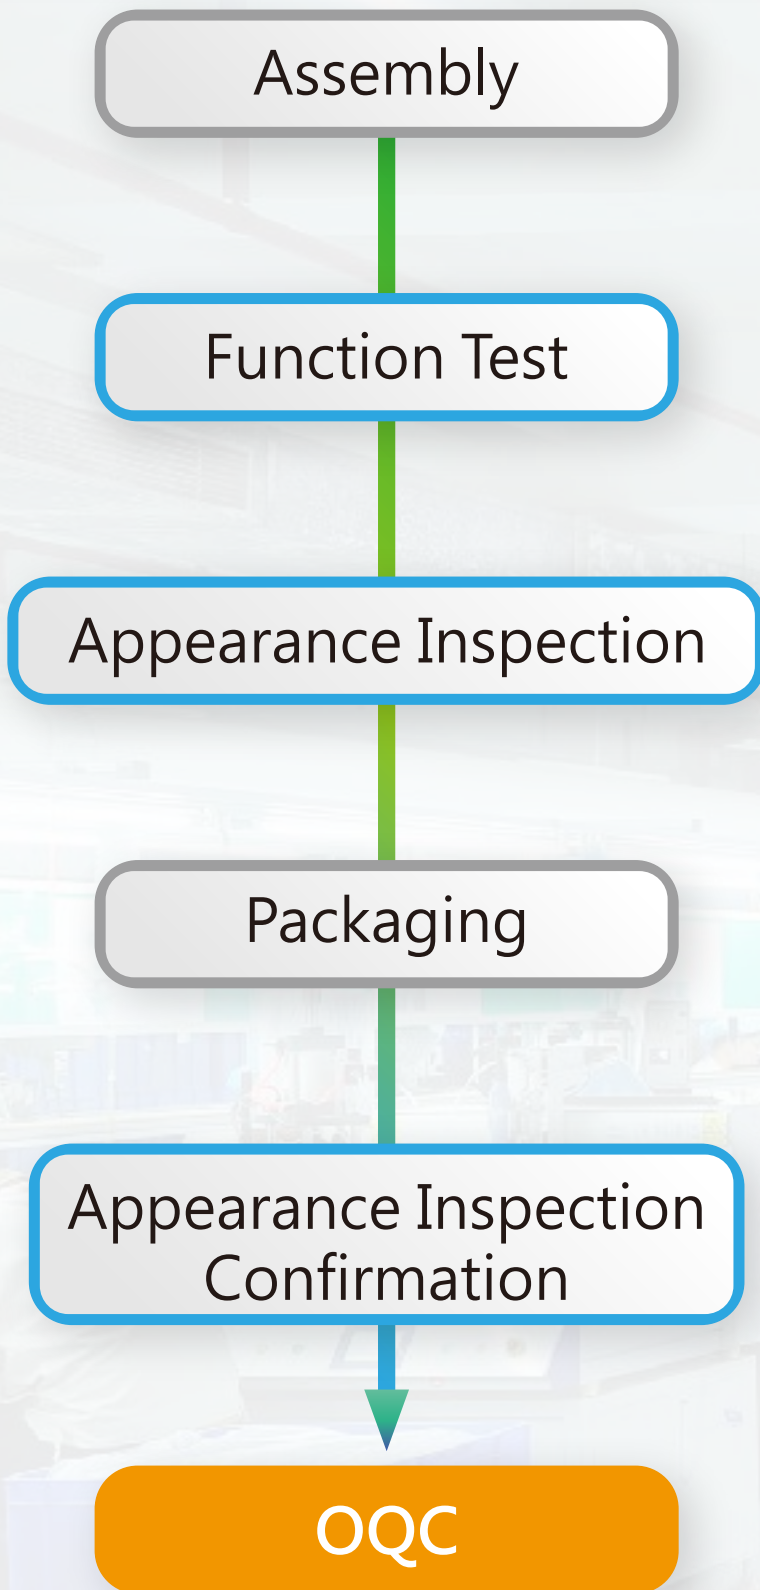 Assembly
Function Test
Appearance Inspection
Packaging
Appearance Inspection
Confirmation
OQC